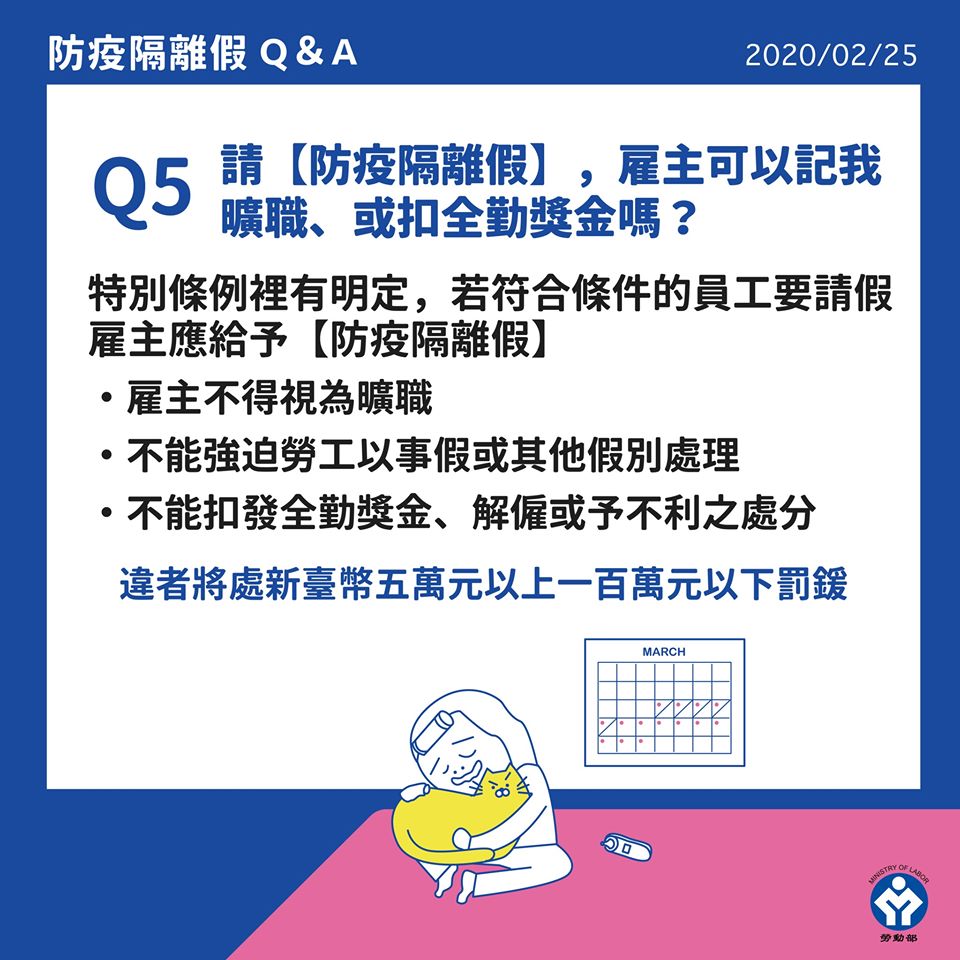 防疫隔離假 Q&A
2020/02/25
Q5
請【防疫隔離假】，雇主可以記我
曠職、或扣全勤獎金嗎？
特別條例裡有明定，若符合條件的員工要請假
雇主應給予【防疫隔離假】
・雇主不得視為曠職
・不能強迫勞工以事假或其他假別處理
・不能扣發全勤獎金、解僱或予不利之處分
違者將處新臺幣五萬元以上一百萬元以下罰鍰
MARCH
MINISTRY OF LABOR
勞動部